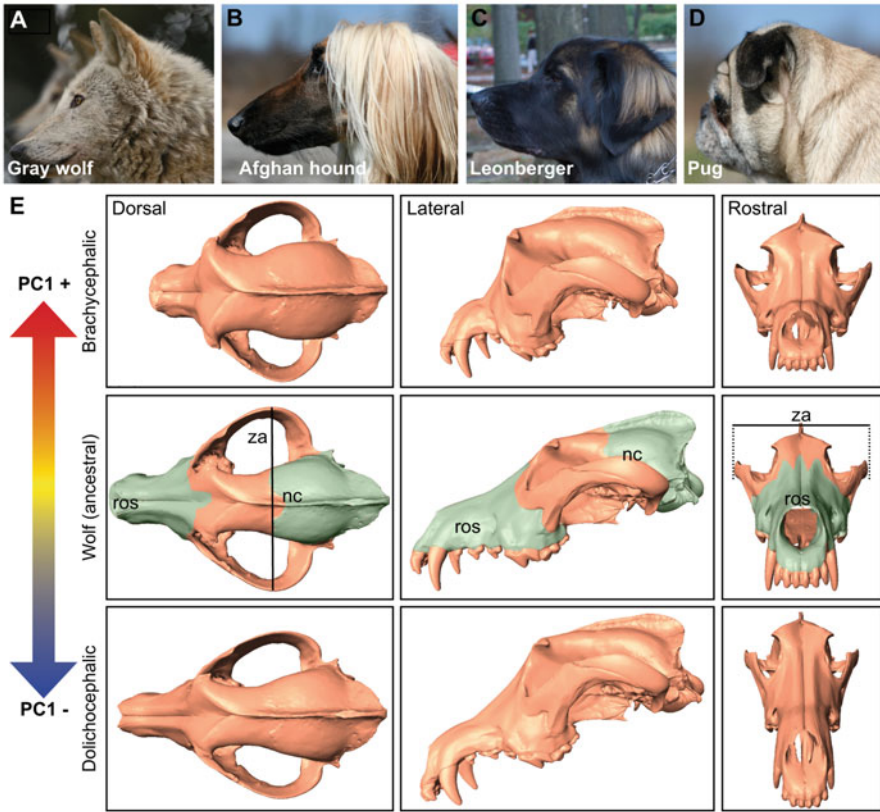 A
B
C
D
Gray wolf
Afghan hound
Leonberger
Pug
E
Dorsal
Lateral
Rostral
PC1 +
Brachycephalic
Wolf (ancestral)
ros
za
nc
ros
nc
za
ros
PC1 -
Dolichocephalic